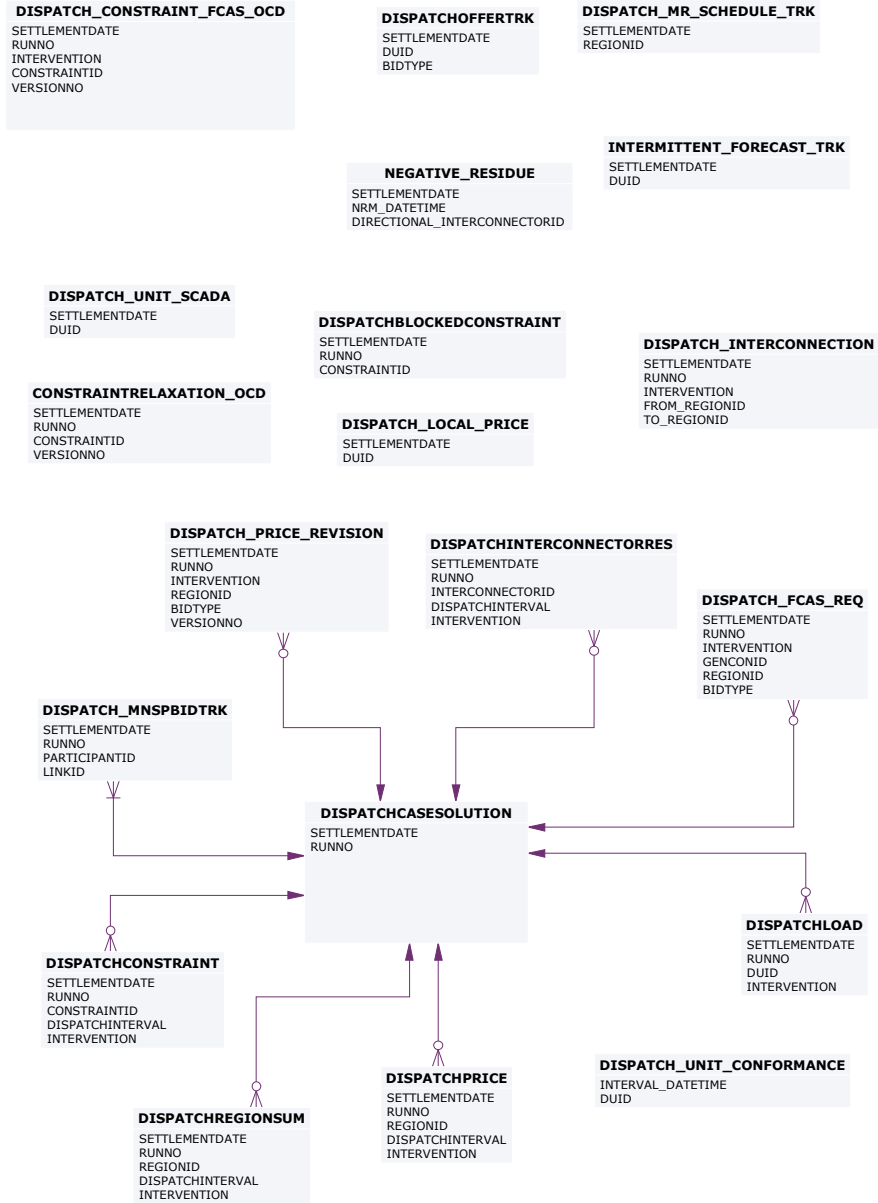 DISPATCH_CONSTRAINT_FCAS_OCD
SETTLEMENTDATE
RUNNO
INTERVENTION
CONSTRAINTID
VERSIONNO
DISPATCHOFFERTRK
SETTLEMENTDATE
DUID
BIDTYPE
DISPATCH_MR_SCHEDULE_TRK
SETTLEMENTDATE
REGIONID
INTERMITTENT_FORECAST_TRK
SETTLEMENTDATE
DUID
NEGATIVE_RESIDUE
SETTLEMENTDATE
NRM_DATETIME
DIRECTIONAL_INTERCONNECTORID
DISPATCH_UNIT_SCADA
SETTLEMENTDATE
DUID
DISPATCHBLOCKEDCONSTRAINT
SETTLEMENTDATE
RUNNO
CONSTRAINTID
DISPATCH_INTERCONNECTION
SETTLEMENTDATE
RUNNO
INTERVENTION
FROM_REGIONID
TO_REGIONID
CONSTRAINTRELAXATION_OCD
SETTLEMENTDATE
RUNNO
CONSTRAINTID
VERSIONNO
DISPATCH_LOCAL_PRICE
SETTLEMENTDATE
DUID
DISPATCH_PRICE_REVISION
SETTLEMENTDATE
RUNNO
INTERVENTION
REGIONID
BIDTYPE
VERSIONNO
DISPATCHINTERCONNECTORRES
SETTLEMENTDATE
RUNNO
INTERCONNECTORID
DISPATCHINTERVAL
INTERVENTION
DISPATCH_FCAS_REQ
SETTLEMENTDATE
RUNNO
INTERVENTION
GENCONID
REGIONID
BIDTYPE
DISPATCH_MNSPBIDTRK
SETTLEMENTDATE
RUNNO
PARTICIPANTID
LINKID
DISPATCHCASESOLUTION
SETTLEMENTDATE
RUNNO
DISPATCHLOAD
SETTLEMENTDATE
RUNNO
DUID
INTERVENTION
DISPATCHCONSTRAINT
SETTLEMENTDATE
RUNNO
CONSTRAINTID
DISPATCHINTERVAL
INTERVENTION
DISPATCH_UNIT_CONFORMANCE
INTERVAL_DATETIME
DUID
DISPATCHPRICE
SETTLEMENTDATE
RUNNO
REGIONID
DISPATCHINTERVAL
INTERVENTION
DISPATCHREGIONSUM
SETTLEMENTDATE
RUNNO
REGIONID
DISPATCHINTERVAL
INTERVENTION